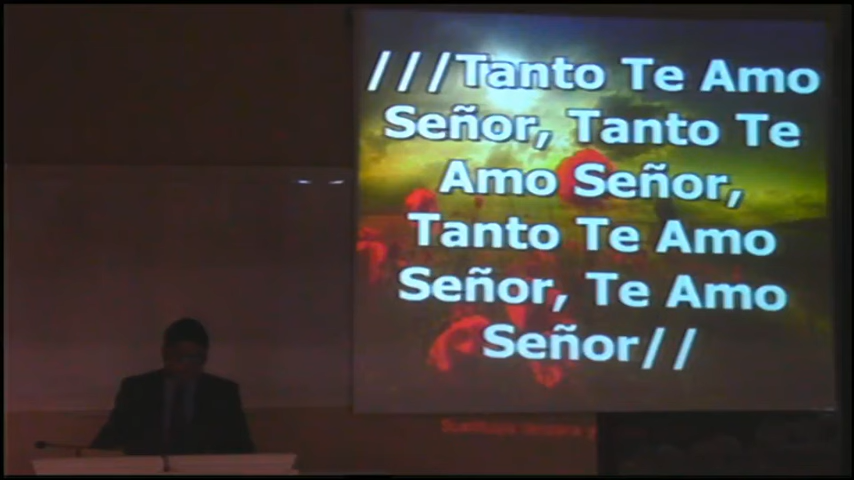 ///Tanto Te Amo
Señor, Tanto Te
Amo Señor,
Tanto Te Amo
Señor, Te Amo
Señor//